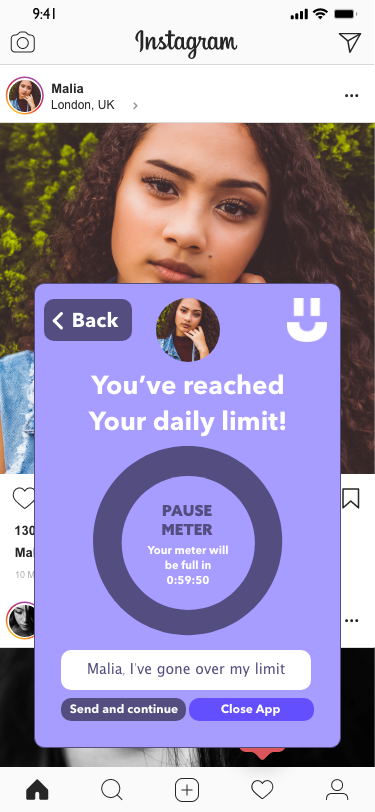 9:41
Instagram
Malia
London, UK
Back
You’ve reached
Your daily limit!
PAUSE
METER
Your meter will
be full in
0:59:50
130
Mal
10 M
Malia, I've gone over my limit
Send and continue
Close App